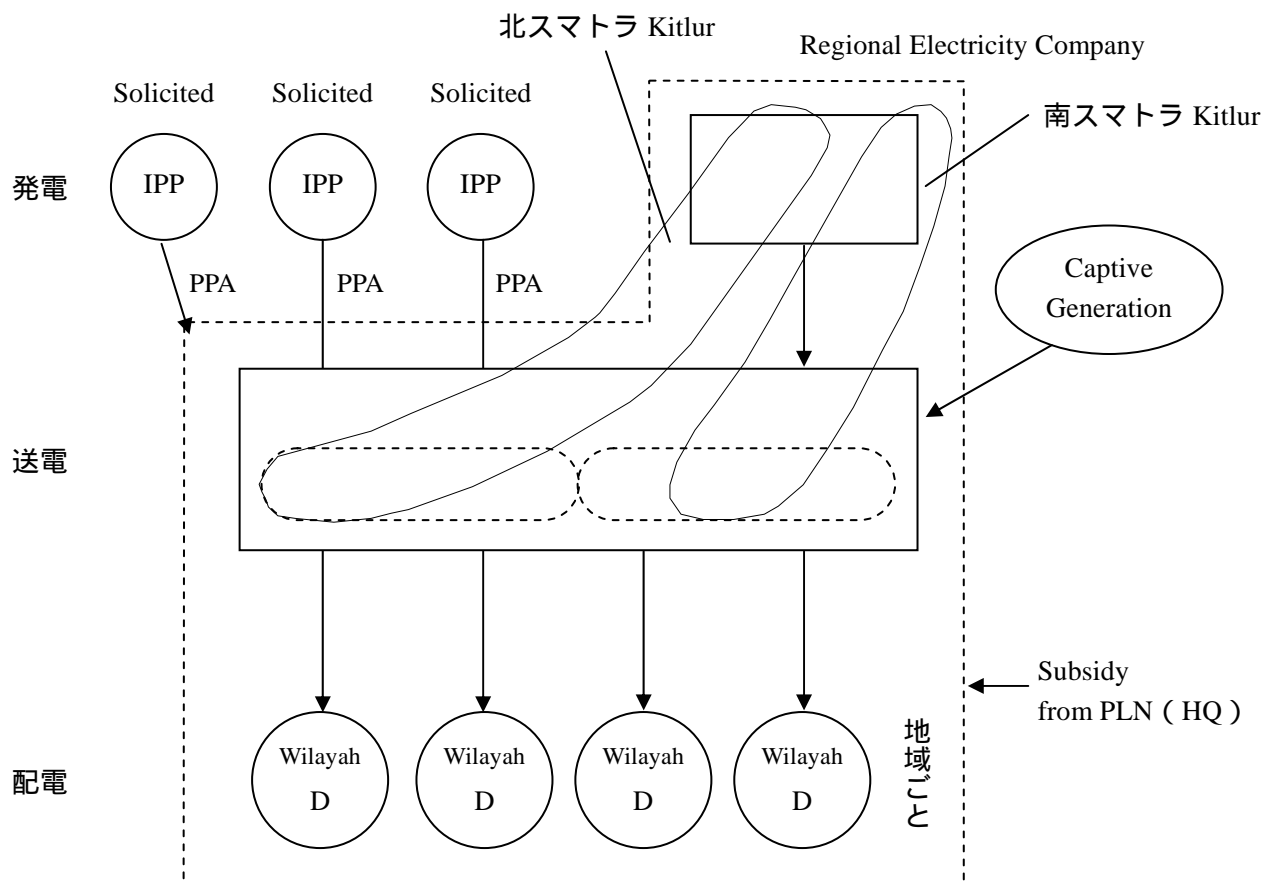 北スマトラ Kitlur
Regional Electricity Company
Solicited
Solicited
Solicited
南スマトラ Kitlur
発電
IPP
IPP
IPP
PPA
PPA
PPA
Captive
Generation
送電
Subsidy
from PLN（HQ）
地域ごと
配電
Wilayah
D
Wilayah
D
Wilayah
D
Wilayah
D